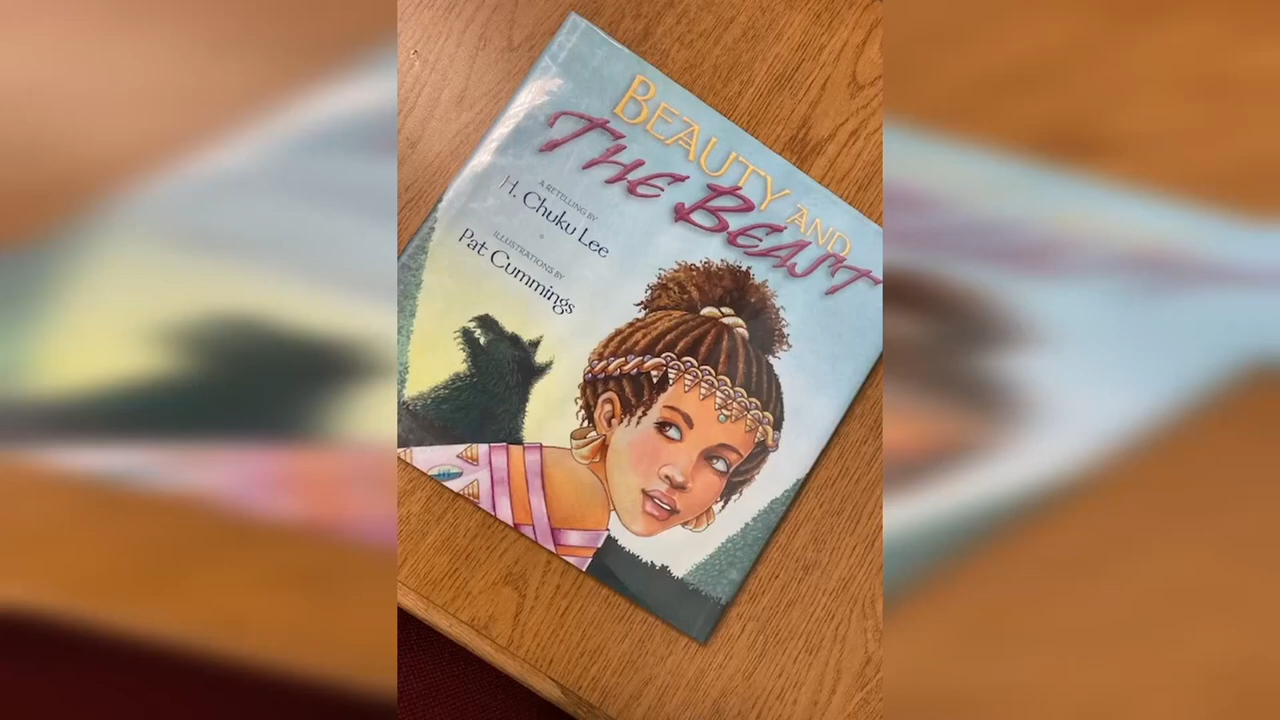 BEAUTY AND
THE BEAST
A RETELLING BY
H. Chuku Lee
ILLUSTRATIONS BY
Pat Cummings